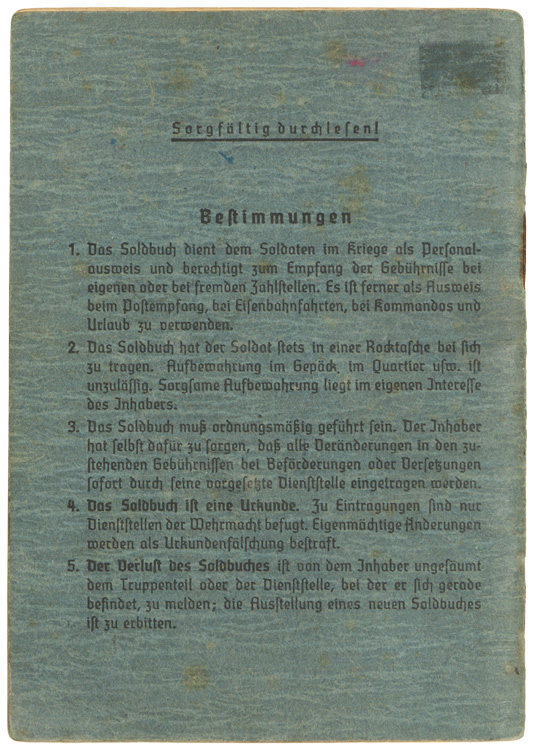 Sorgfältig durchlesen!
Bestimmungen
1. Das Soldbuch dient dem Soldaten im Kriege als Personal-
ausweis und berechtigt zum Empfang der Gebührnisse bei
eigenen oder bei fremden Zahlstellen. Es ist ferner als Ausweis
beim Postempfang, bei Eisenbahnfahrten, bei Kommandos und
Urlaub zu verwenden.
2. Das Soldbuch hat der Soldat stets in einer Rocktasche bei sich
zu tragen. Aufbewahrung im Gepäck, im Quartier usw. ist
unzulässig. Sorgsame Aufbewahrung liegt im eigenen Interesse
des Inhabers.
3. Das Soldbuch muß ordnungsmäßig geführt sein. Der Inhaber
hat selbst dafür zu sorgen, daß alle Veränderungen in den zu-
stehenden Gebührnissen bei Beförderungen oder Versetzungen
sofort durch seine vorgesetzte Dienststelle eingetragen werden.
4. Das Soldbuch ist eine Urkunde. Zu Eintragungen sind nur
Dienststellen der Wehrmacht befugt. Eigenmächtige Änderungen
werden als Urkundenfälschung bestraft.
5. Der Verlust des Soldbuches ist von dem Inhaber ungesäumt
dem Truppenteil oder der Dienststelle, bei der er sich gerade
befindet, zu melden; die Ausstellung eines neuen Soldbuches
ist zu erbitten.